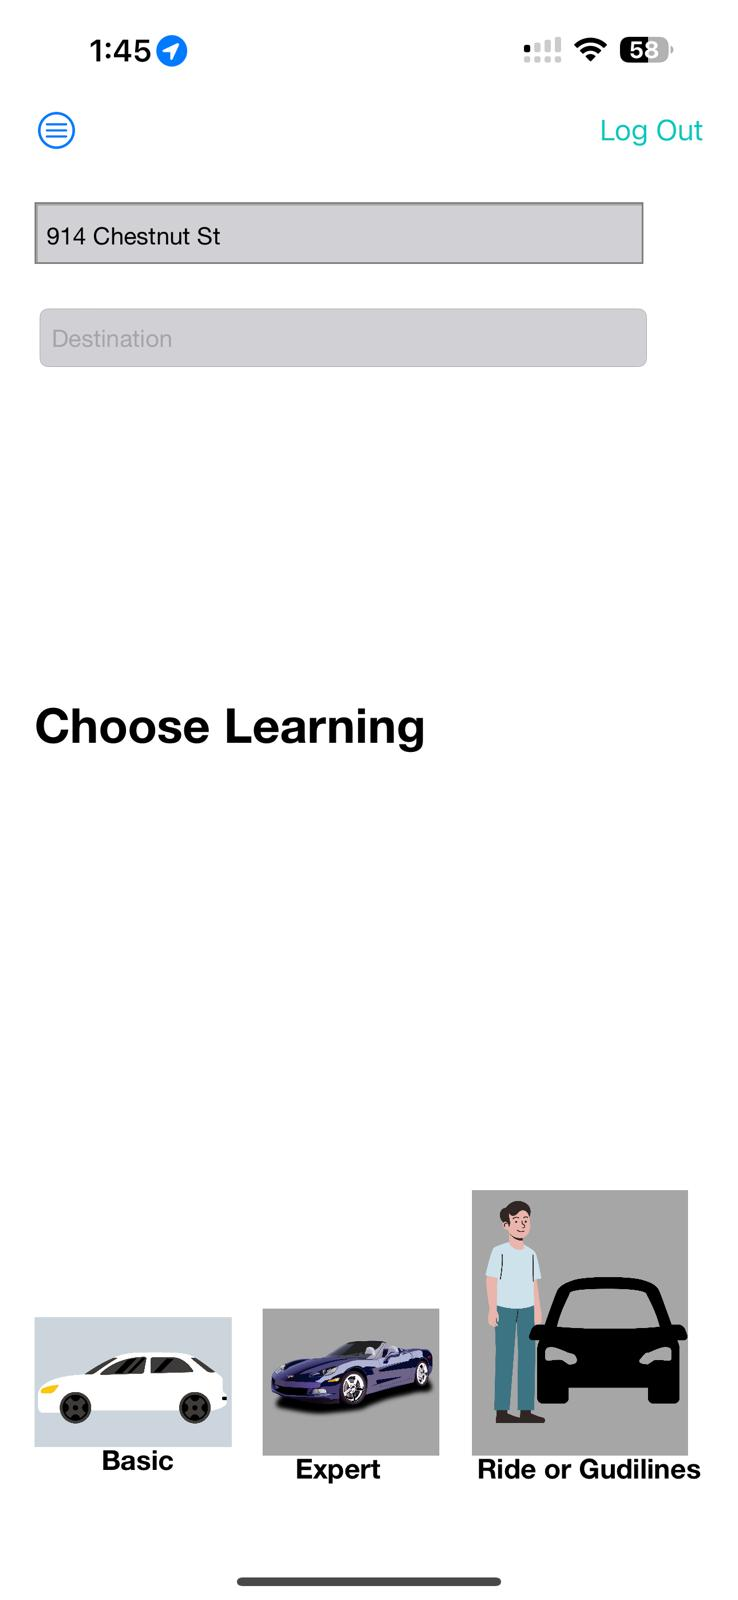 1:45
58
Log Out
914 Chestnut St
Destination
Choose Learning
Basic
Expert
Ride or Gudilines